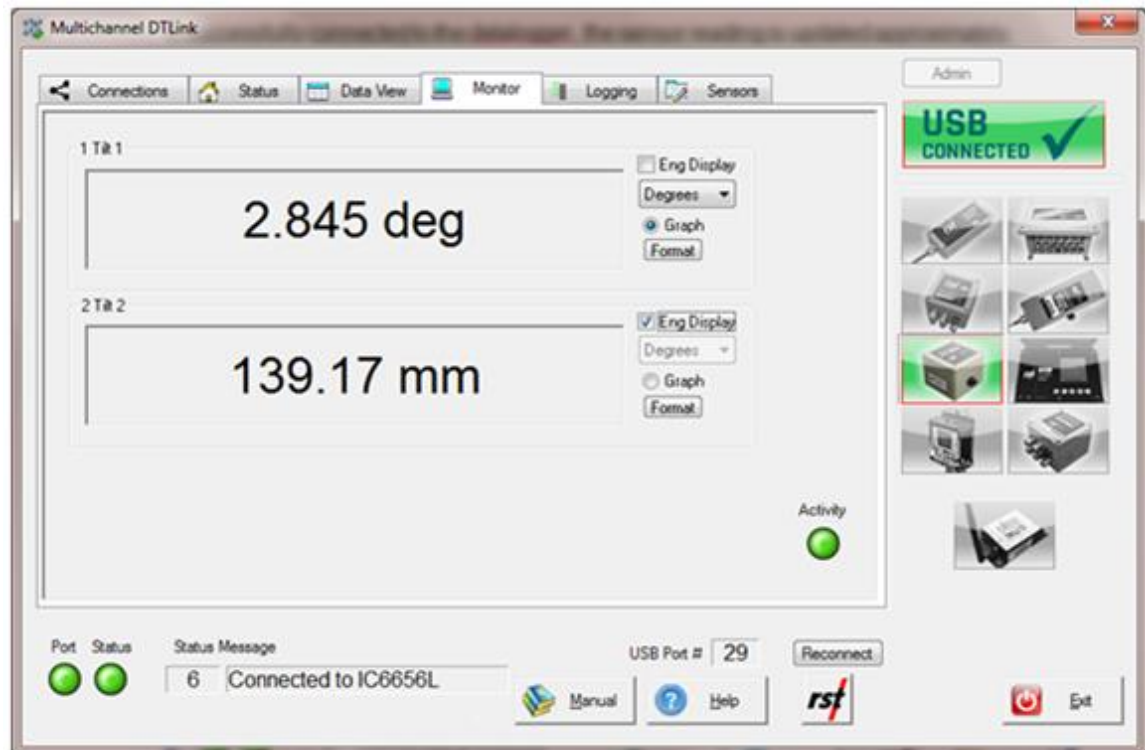 Multichannel DTLink
Admin
Connections Status Data View Monitor Logging Sensors
USB
CONNECTED
1 Tilt 1
2.845 deg
Eng Display
Degrees
Graph
Format
2 Tilt 2
139.17 mm
Eng Display
Degrees
Graph
Format
Activity
Port Status Status Message
6 Connected to IC6656L
USB Port # 29 Reconnect
Manual Help rst Exit